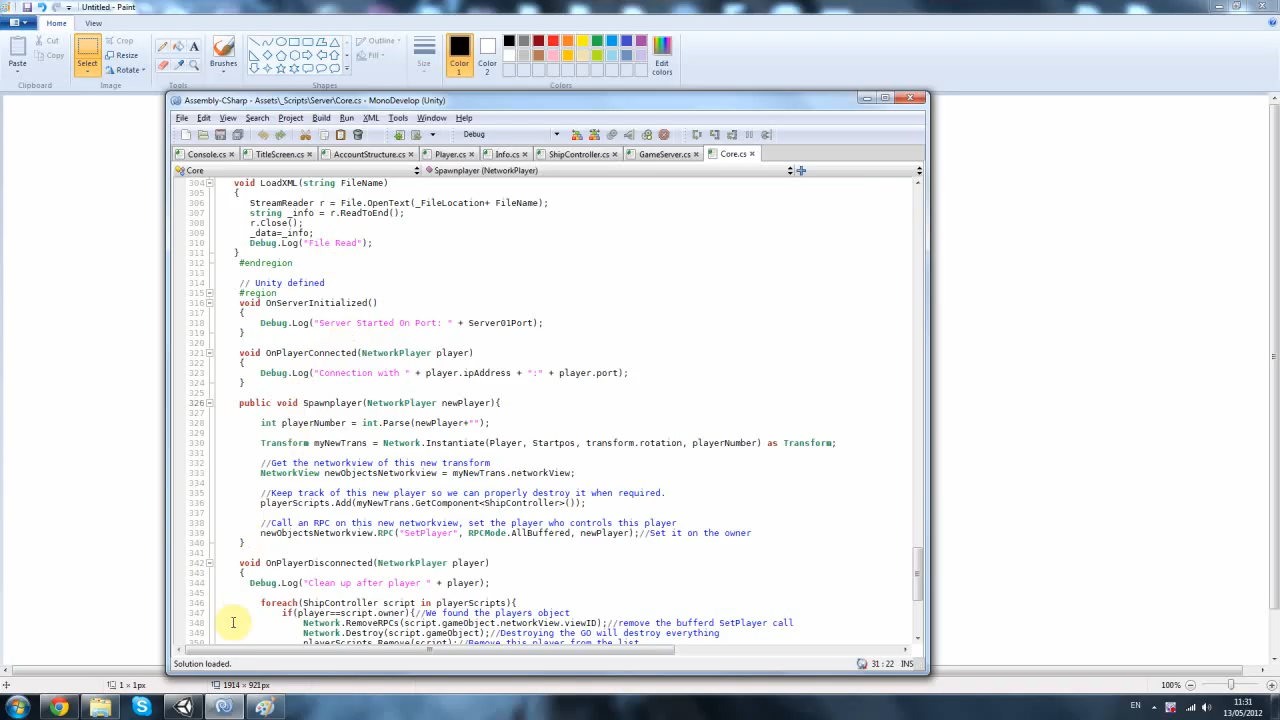 Untitled - Paint
Home
View
Paste
Cut
Copy
Clipboard
Select
Crop
Resize
Rotate
Image
Tools
Brushes
Shapes
Outline
Fill
Size
Color 1
Color 2
Edit colors
Colors
Assembly-CSharp - Assets\_Scripts\Server\Core.cs - MonoDevelop (Unity)
File Edit View Search Project Build Run XML Tools Window Help
Debug
Console.cs TitleScreen.cs AccountStructure.cs Player.cs Info.cs ShipController.cs GameServer.cs Core.cs
Core
Spawnplayer (NetworkPlayer)
304 void LoadXML(string FileName)
305 {
306 StreamReader r = File.OpenText(_FileLocation+ FileName);
307 string _info = r.ReadToEnd();
308 r.Close();
309 _data=_info;
310 Debug.Log("File Read");
311 }
312 #endregion
313
314 // Unity defined
315 #region
316 void OnServerInitialized()
317 {
318 Debug.Log("Server Started On Port: " + Server01Port);
319 }
320
321 void OnPlayerConnected(NetworkPlayer player)
322 {
323 Debug.Log("Connection with " + player.ipAddress + ":" + player.port);
324 }
325
326 public void Spawnplayer(NetworkPlayer newPlayer){
327
328 int playerNumber = int.Parse(newPlayer+"");
329
330 Transform myNewTrans = Network.Instantiate(Player, Startpos, transform.rotation, playerNumber) as Transform;
331
332 //Get the networkview of this new transform
333 NetworkView newObjectsNetworkview = myNewTrans.networkView;
334
335 //Keep track of this new player so we can properly destroy it when required.
336 playerScripts.Add(myNewTrans.GetComponent<ShipController>());
337
338 //Call an RPC on this new networkview, set the player who controls this player
339 newObjectsNetworkview.RPC("SetPlayer", RPCMode.AllBuffered, newPlayer);//Set it on the owner
340 }
341
342 void OnPlayerDisconnected(NetworkPlayer player)
343 {
344 Debug.Log("Clean up after player " + player);
345
346 foreach(ShipController script in playerScripts){
347 if(player==script.owner){//We found the players object
348 Network.RemoveRPCs(script.gameObject.networkView.viewID);//remove the bufferd SetPlayer call
349 Network.Destroy(script.gameObject);//Destroying the GO will destroy everything
350 playerScripts.Remove(script);//Remove this player from the list
Solution loaded.
31 : 22 INS
1 × 1px
1914 × 921px
100%
EN
11:31
13/05/2012